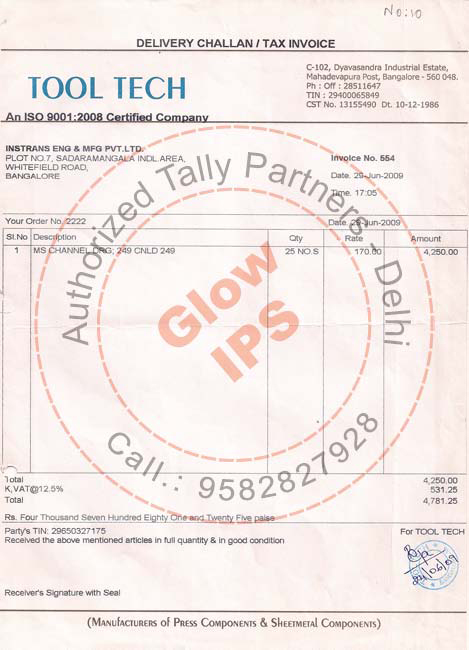 No:10
DELIVERY CHALLAN / TAX INVOICE
TOOL TECH
An ISO 9001:2008 Certified Company
C-102, Dyavasandra Industrial Estate,
Mahadevapura Post, Bangalore - 560 048.
Ph : Off : 28511647
TIN : 29400065849
CST No. 13155490 Dt. 10-12-1986
INSTRANS ENG & MFG PVT.LTD.
PLOT NO.7, SADARAMANGALA INDL.AREA,
WHITEFIELD ROAD,
BANGALORE
Invoice No. 554
Date. 29-Jun-2009
Time. 17:05
Your Order No. 2222
Date. 29-Jun-2009
Sl.No Description Qty Rate Amount
1 MS CHANNEL DRG; 249 CNLD 249 25 NO.S 170.00 4,250.00
Authorized Tally Partners - Delhi
Glow
IPS
Call.: 9582827928
Total 4,250.00
K,VAT@12.5% 531.25
Total 4,781.25
Rs. Four Thousand Seven Hundred Eighty One and Twenty Five paise
Party's TIN: 29650327175
Received the above mentioned articles in full quantity & in good condition
For TOOL TECH
Receiver's Signature with Seal
(MANUFACTURERS OF PRESS COMPONENTS & SHEETMETAL COMPONENTS)